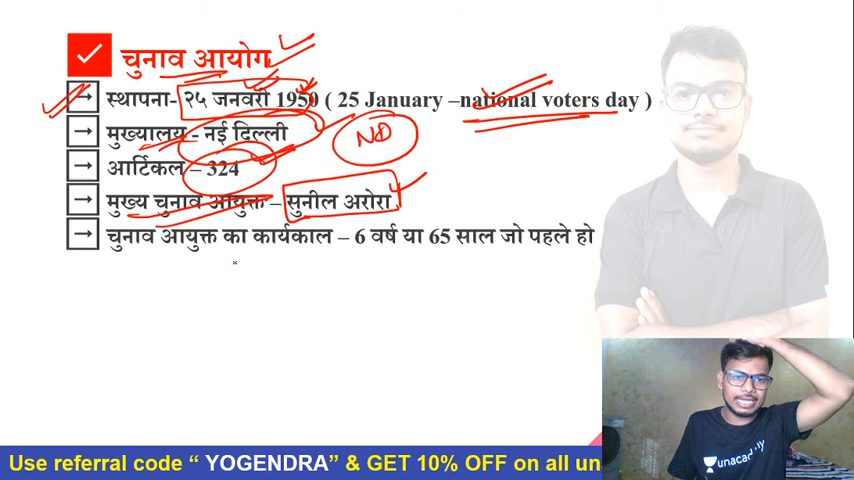 चुनाव आयोग
स्थापना- २५ जनवरी 1950 ( 25 January –national voters day )
मुख्यालय - नई दिल्ली
ND
आर्टिकल – 324
मुख्य चुनाव आयुक्त – सुनील अरोरा
चुनाव आयुक्त का कार्यकाल – 6 वर्ष या 65 साल जो पहले हो
unacademy
Use referral code “ YOGENDRA” & GET 10% OFF on all un